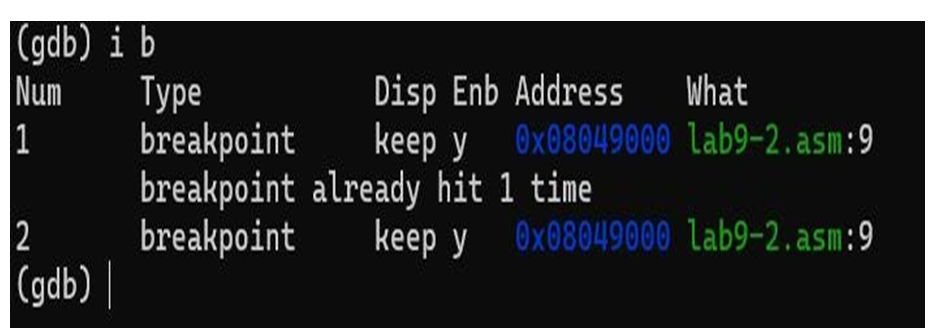 (gdb) i b
Num     Type           Disp Enb Address    What
1       breakpoint     keep y   0x08049000 lab9-2.asm:9
        breakpoint already hit 1 time
2       breakpoint     keep y   0x08049000 lab9-2.asm:9
(gdb)